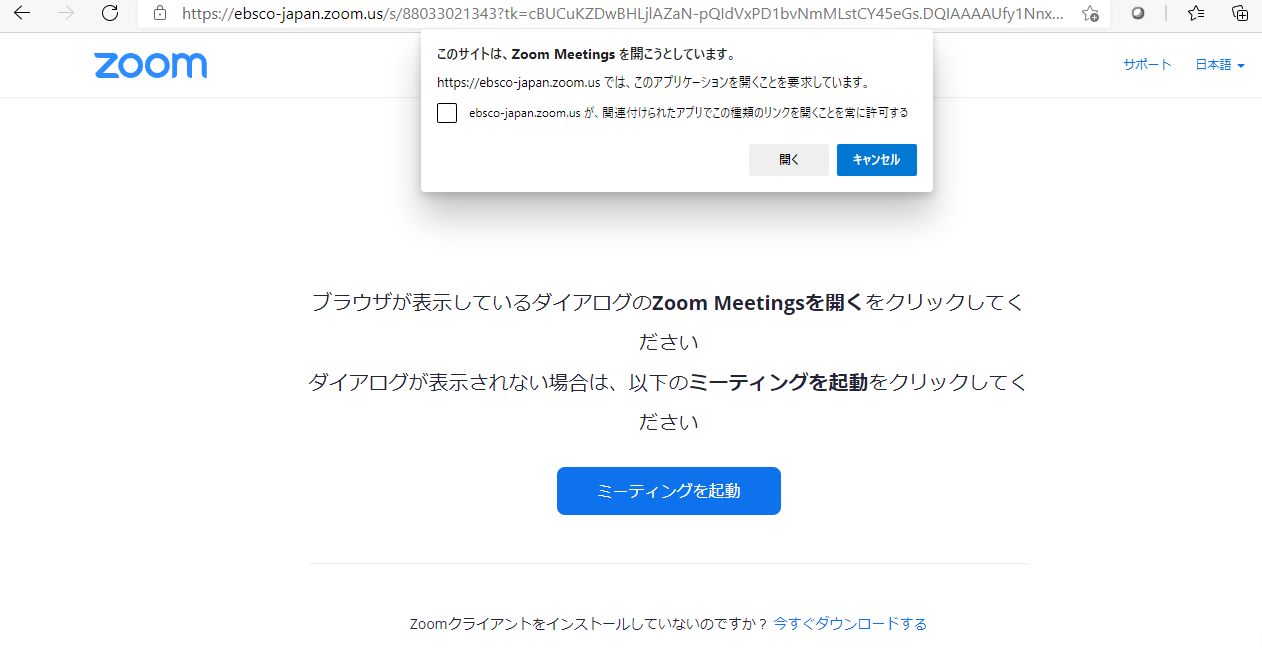 https://ebsco-japan.zoom.us/s/88033021343?tk=cBUCuKZDwBHLjlAZaN-pQIdVxPD1bvNmMLstCY45eGs.DQIAAAAUfy1Nnx...
このサイトは、Zoom Meetings を開こうとしています。
https://ebsco-japan.zoom.us では、このアプリケーションを開くことを要求しています。
ebsco-japan.zoom.us が、関連付けられたアプリでこの種類のリンクを開くことを常に許可する
開く キャンセル
zoom
サポート 日本語
ブラウザが表示しているダイアログのZoom Meetingsを開くをクリックしてく
ださい
ダイアログが表示されない場合は、以下のミーティングを起動をクリックしてく
ださい
ミーティングを起動
Zoomクライアントをインストールしていないのですか？ 今すぐダウンロードする